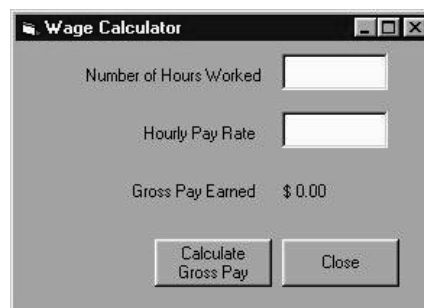 Wage Calculator
Number of Hours Worked
Hourly Pay Rate
Gross Pay Earned $ 0.00
Calculate
Gross Pay
Close